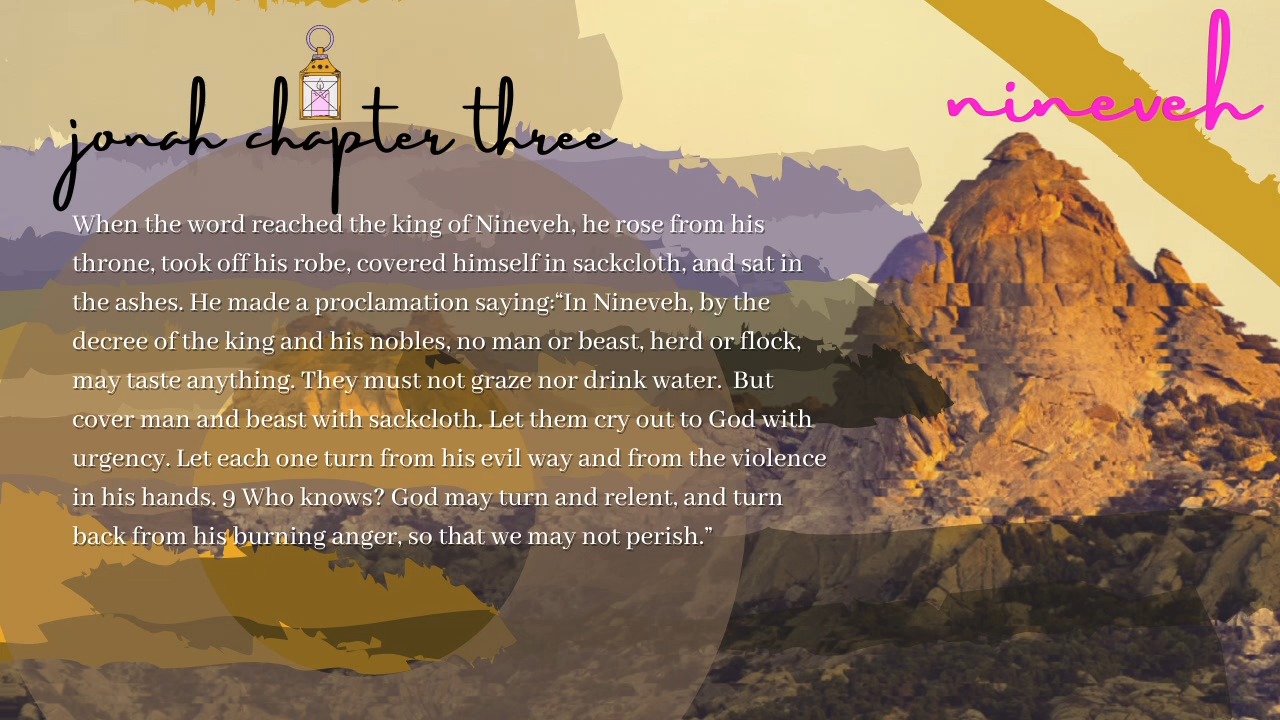 jonah chapter three
nineveh
When the word reached the king of Nineveh, he rose from his
throne, took off his robe, covered himself in sackcloth, and sat in
the ashes. He made a proclamation saying:“In Nineveh, by the
decree of the king and his nobles, no man or beast, herd or flock,
may taste anything. They must not graze nor drink water.  But
cover man and beast with sackcloth. Let them cry out to God with
urgency. Let each one turn from his evil way and from the violence
in his hands. 9 Who knows? God may turn and relent, and turn
back from his burning anger, so that we may not perish.”